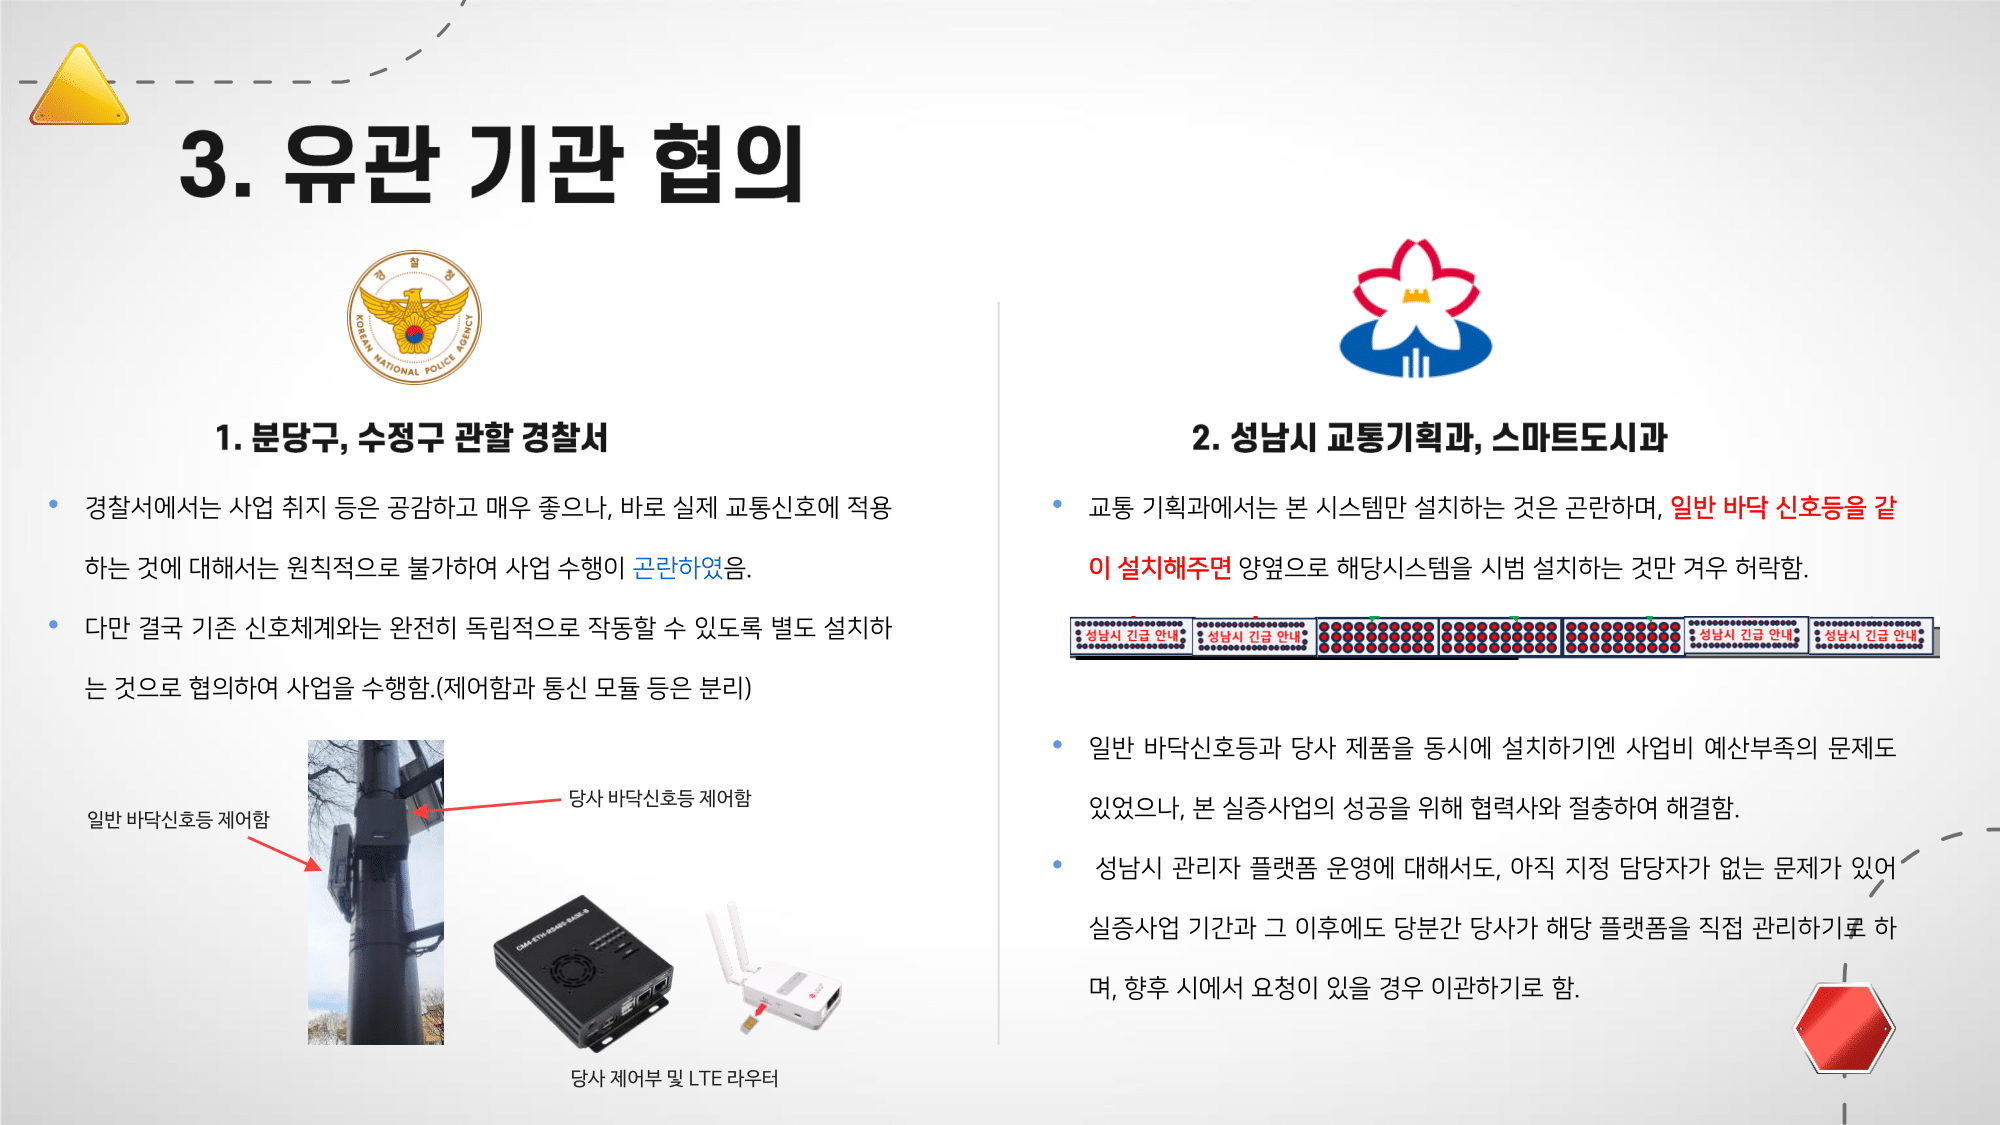 3. 유관 기관 협의
경 찰 청
KOREAN NATIONAL POLICE AGENCY
1. 분당구, 수정구 관할 경찰서
• 경찰서에서는 사업 취지 등은 공감하고 매우 좋으나, 바로 실제 교통신호에 적용
하는 것에 대해서는 원칙적으로 불가하여 사업 수행이 곤란하였음.
• 다만 결국 기존 신호체계와는 완전히 독립적으로 작동할 수 있도록 별도 설치하
는 것으로 협의하여 사업을 수행함.(제어함과 통신 모듈 등은 분리)
당사 바닥신호등 제어함
일반 바닥신호등 제어함
CM4-ETH-RS485-BASE-B
당사 제어부 및 LTE 라우터
2. 성남시 교통기획과, 스마트도시과
• 교통 기획과에서는 본 시스템만 설치하는 것은 곤란하며, 일반 바닥 신호등을 같
이 설치해주면 양옆으로 해당시스템을 시범 설치하는 것만 겨우 허락함.
성남시 긴급 안내 성남시 긴급 안내 성남시 긴급 안내 성남시 긴급 안내
• 일반 바닥신호등과 당사 제품을 동시에 설치하기엔 사업비 예산부족의 문제도
있었으나, 본 실증사업의 성공을 위해 협력사와 절충하여 해결함.
• 성남시 관리자 플랫폼 운영에 대해서도, 아직 지정 담당자가 없는 문제가 있어
실증사업 기간과 그 이후에도 당분간 당사가 해당 플랫폼을 직접 관리하기로 하
며, 향후 시에서 요청이 있을 경우 이관하기로 함.